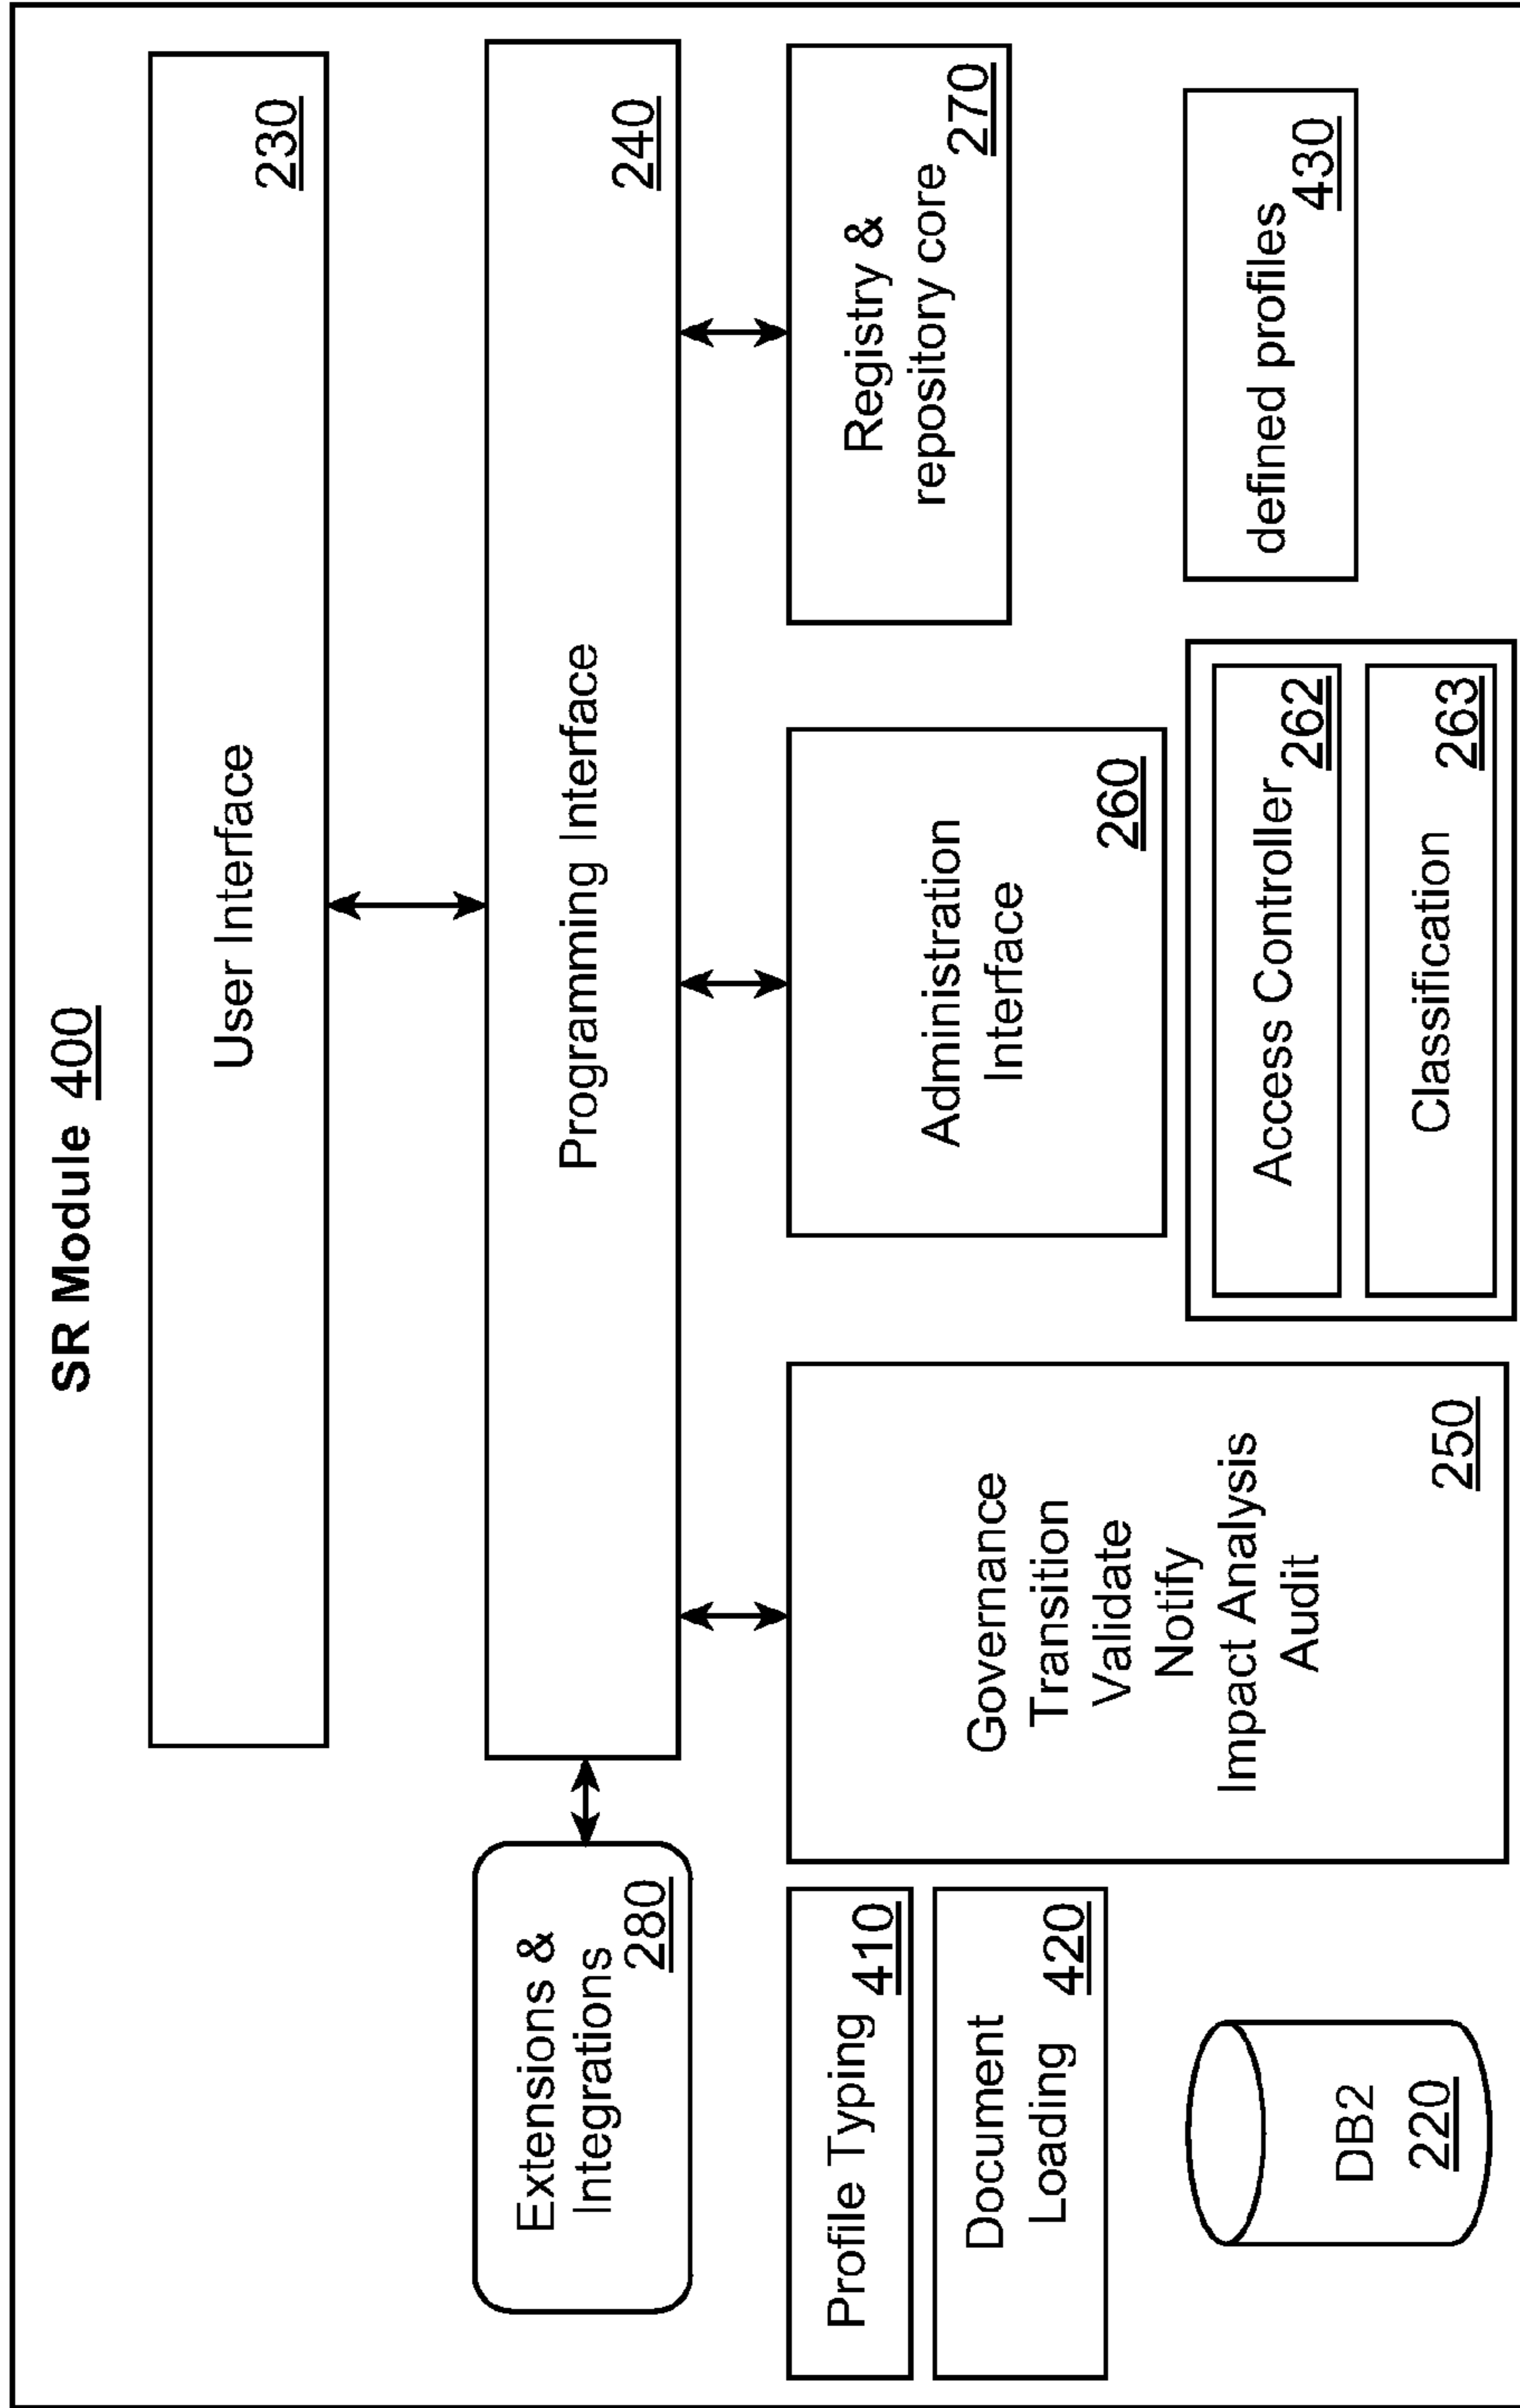 SR Module 400
User Interface
230
Programming Interface
240
Extensions &
Integrations
280
Profile Typing 410
Document
Loading 420
DB2
220
Governance
Transition
Validate
Notify
Impact Analysis
Audit
250
Administration
Interface
260
Access Controller 262
Classification 263
Registry &
repository core 270
defined profiles
430